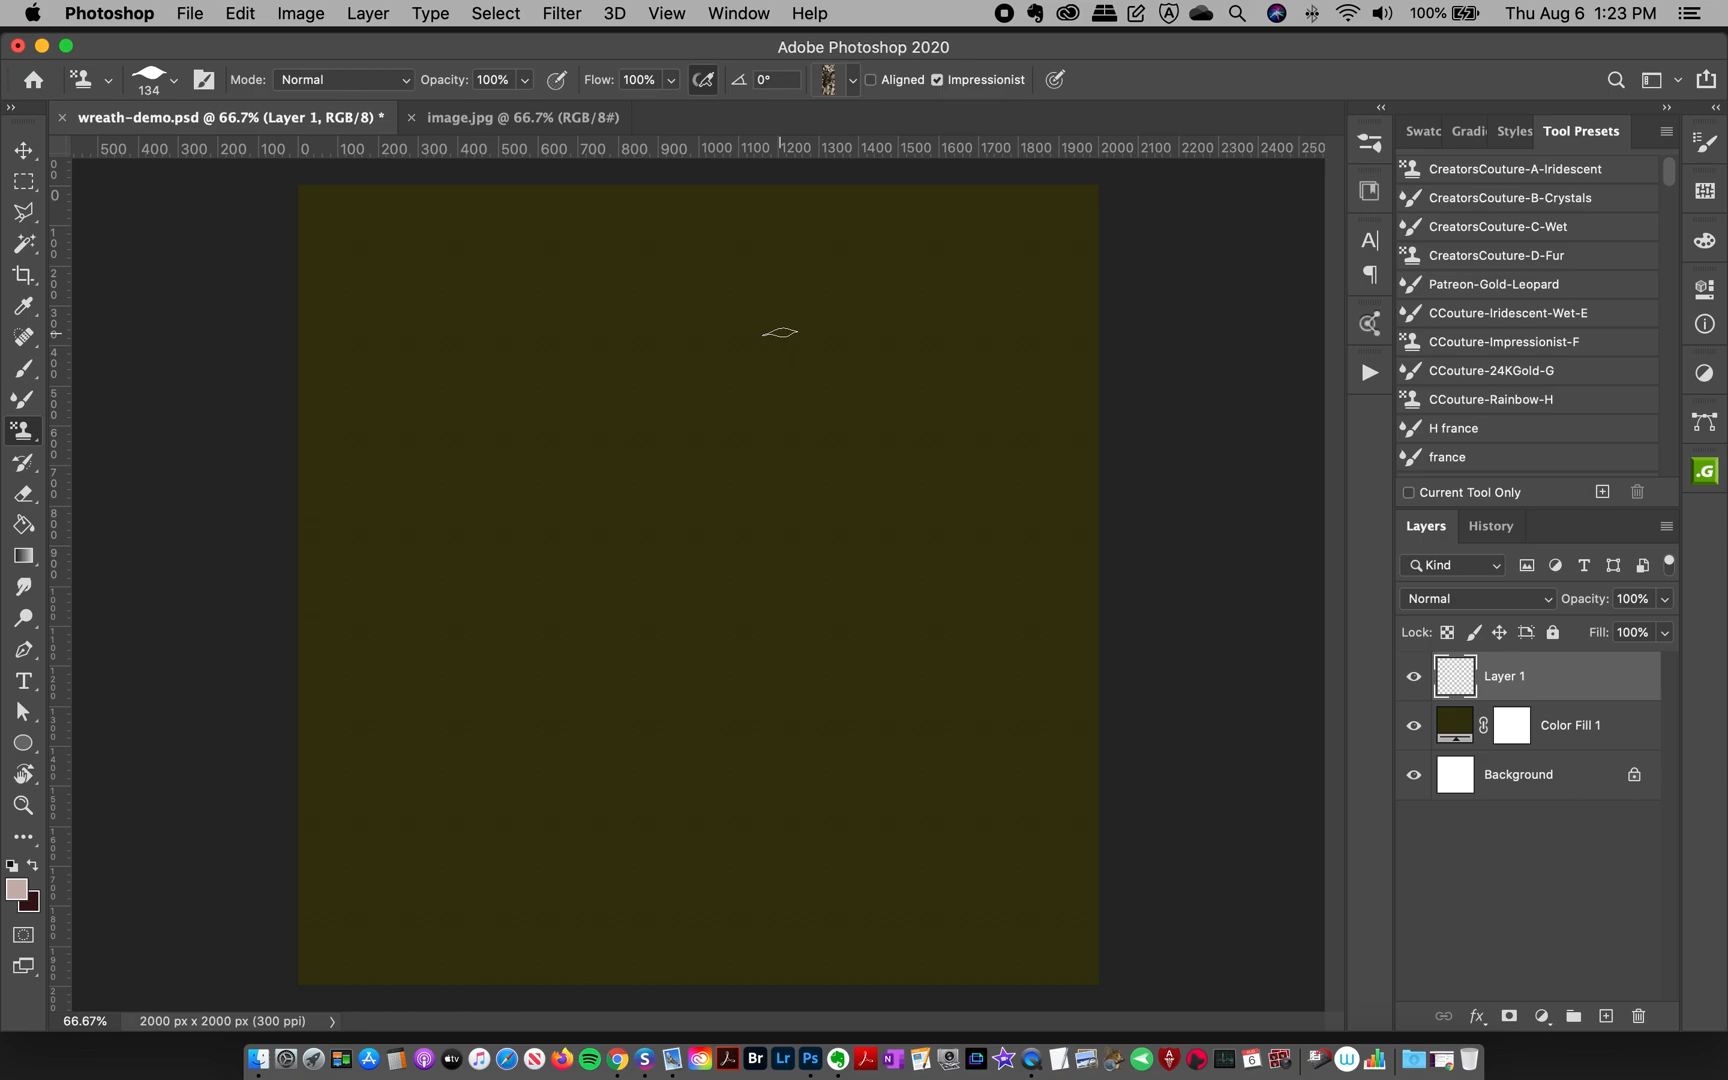 Photoshop File Edit Image Layer Type Select Filter 3D View Window Help 100% Thu Aug 6 1:23 PM
Adobe Photoshop 2020
134 Mode: Normal Opacity: 100% Flow: 100% 0° Aligned Impressionist
wreath-demo.psd @ 66.7% (Layer 1, RGB/8) * image.jpg @ 66.7% (RGB/8#)
500 400 300 200 100 0 100 200 300 400 500 600 700 800 900 1000 1100 1200 1300 1400 1500 1600 1700 1800 1900 2000 2100 2200 2300 2400 250
Swatc Gradi Styles Tool Presets
CreatorsCouture-A-Iridescent
CreatorsCouture-B-Crystals
CreatorsCouture-C-Wet
CreatorsCouture-D-Fur
Patreon-Gold-Leopard
CCouture-Iridescent-Wet-E
CCouture-Impressionist-F
CCouture-24KGold-G
CCouture-Rainbow-H
H france
france
Current Tool Only
Layers History
Kind
Normal Opacity: 100%
Lock: Fill: 100%
Layer 1
Color Fill 1
Background
66.67% 2000 px x 2000 px (300 ppi)
Br Lr Ps